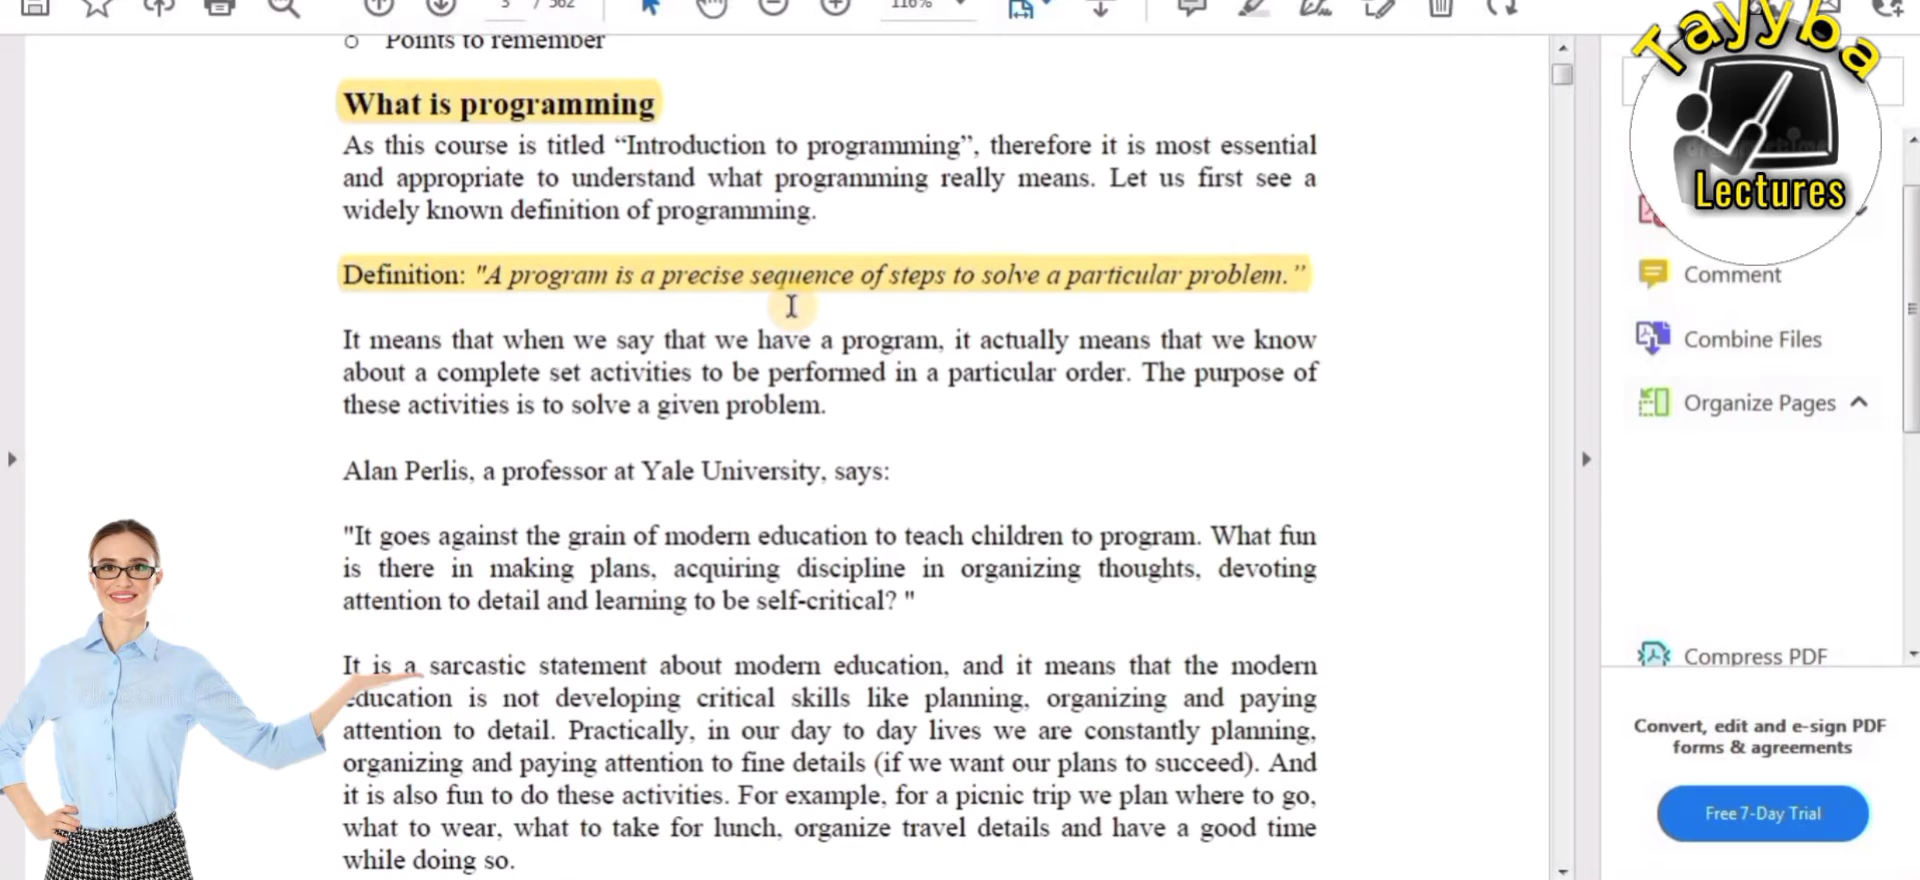 3 / 562
116%
Points to remember
What is programming
As this course is titled “Introduction to programming”, therefore it is most essential
and appropriate to understand what programming really means. Let us first see a
widely known definition of programming.
Definition: "A program is a precise sequence of steps to solve a particular problem.”
It means that when we say that we have a program, it actually means that we know
about a complete set activities to be performed in a particular order. The purpose of
these activities is to solve a given problem.
Alan Perlis, a professor at Yale University, says:
"It goes against the grain of modern education to teach children to program. What fun
is there in making plans, acquiring discipline in organizing thoughts, devoting
attention to detail and learning to be self-critical? "
It is a sarcastic statement about modern education, and it means that the modern
education is not developing critical skills like planning, organizing and paying
attention to detail. Practically, in our day to day lives we are constantly planning,
organizing and paying attention to fine details (if we want our plans to succeed). And
it is also fun to do these activities. For example, for a picnic trip we plan where to go,
what to wear, what to take for lunch, organize travel details and have a good time
while doing so.
Tayyba
Lectures
Comment
Combine Files
Organize Pages
Compress PDF
Convert, edit and e-sign PDF
forms & agreements
Free 7-Day Trial